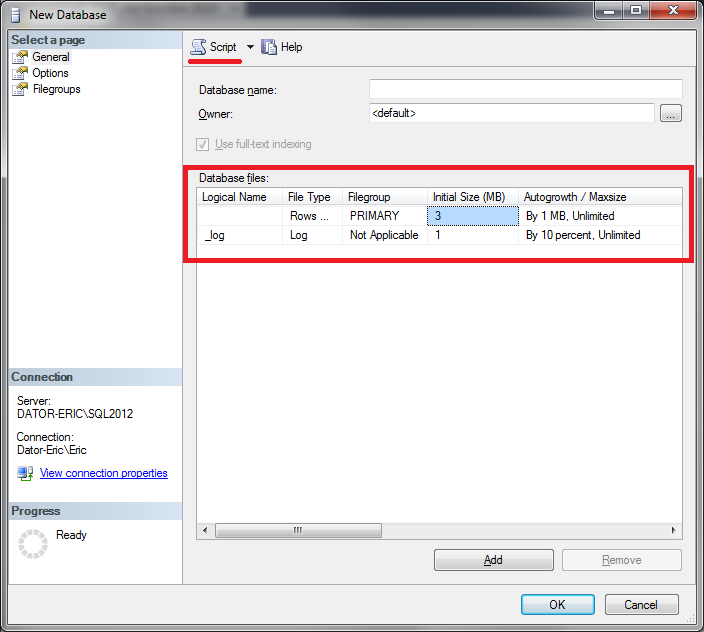 New Database
Select a page
General
Options
Filegroups
Script Help
Database name:
Owner: <default> ...
Use full-text indexing
Database files:
Logical Name File Type Filegroup Initial Size (MB) Autogrowth / Maxsize
Rows ... PRIMARY 3 By 1 MB, Unlimited
_log Log Not Applicable 1 By 10 percent, Unlimited
Connection
Server:
DATOR-ERIC\SQL2012
Connection:
Dator-Eric\Eric
View connection properties
Progress
Ready
Add Remove
OK Cancel